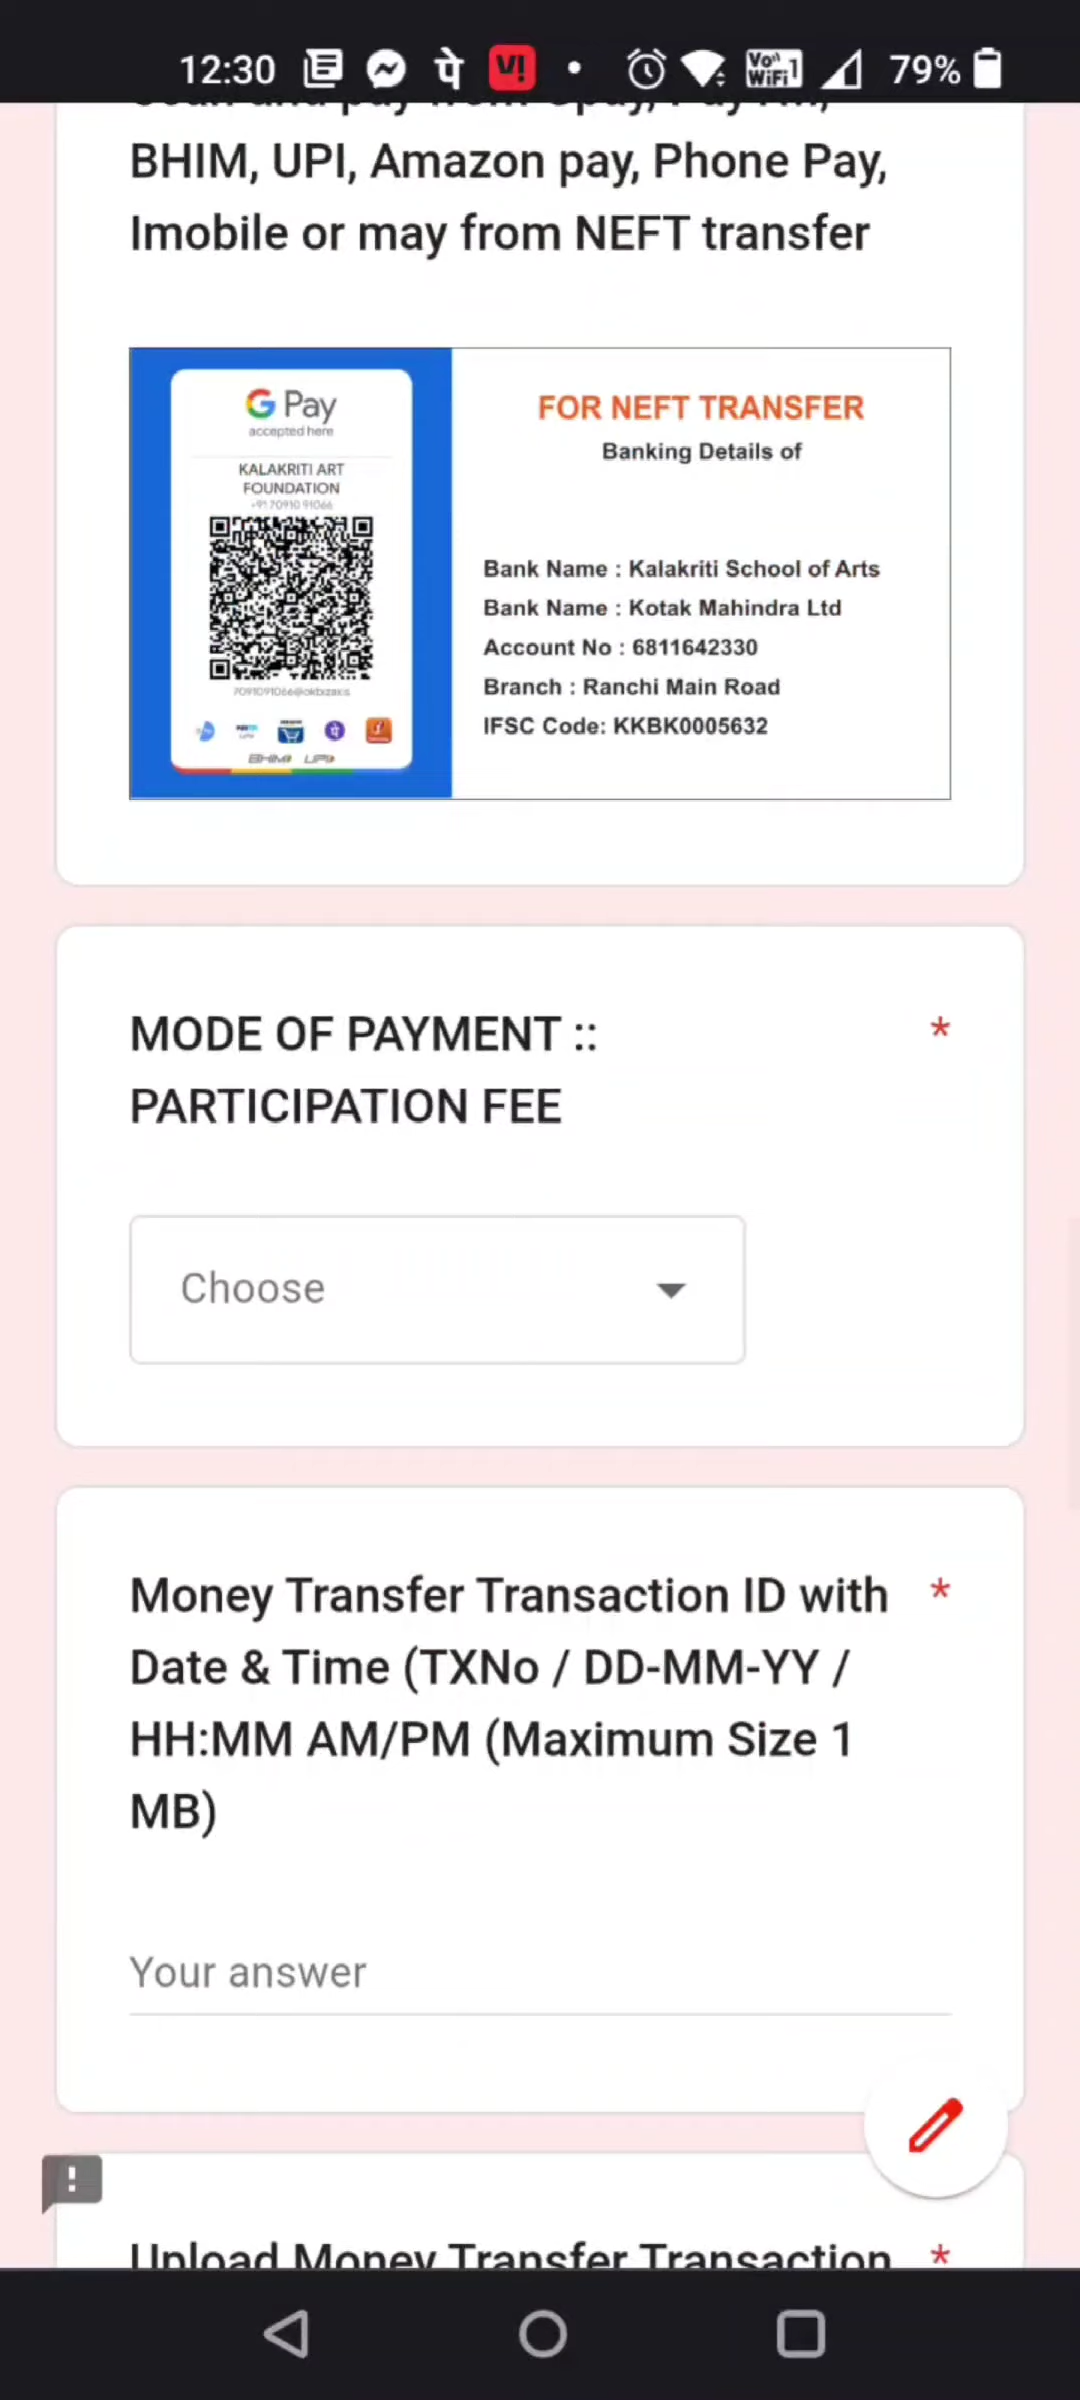 12:30
पे
V!
Vo))
WiFi 1
79%
BHIM, UPI, Amazon pay, Phone Pay,
Imobile or may from NEFT transfer
G Pay
accepted here
KALAKRITI ART
FOUNDATION
+91 70910 91066
FOR NEFT TRANSFER
Banking Details of
Bank Name : Kalakriti School of Arts
Bank Name : Kotak Mahindra Ltd
Account No : 6811642330
Branch : Ranchi Main Road
IFSC Code: KKBK0005632
BHIM UPI
MODE OF PAYMENT :: *
PARTICIPATION FEE
Choose
Money Transfer Transaction ID with *
Date & Time (TXNo / DD-MM-YY /
HH:MM AM/PM (Maximum Size 1
MB)
Your answer
Upload Money Transfer Transaction *